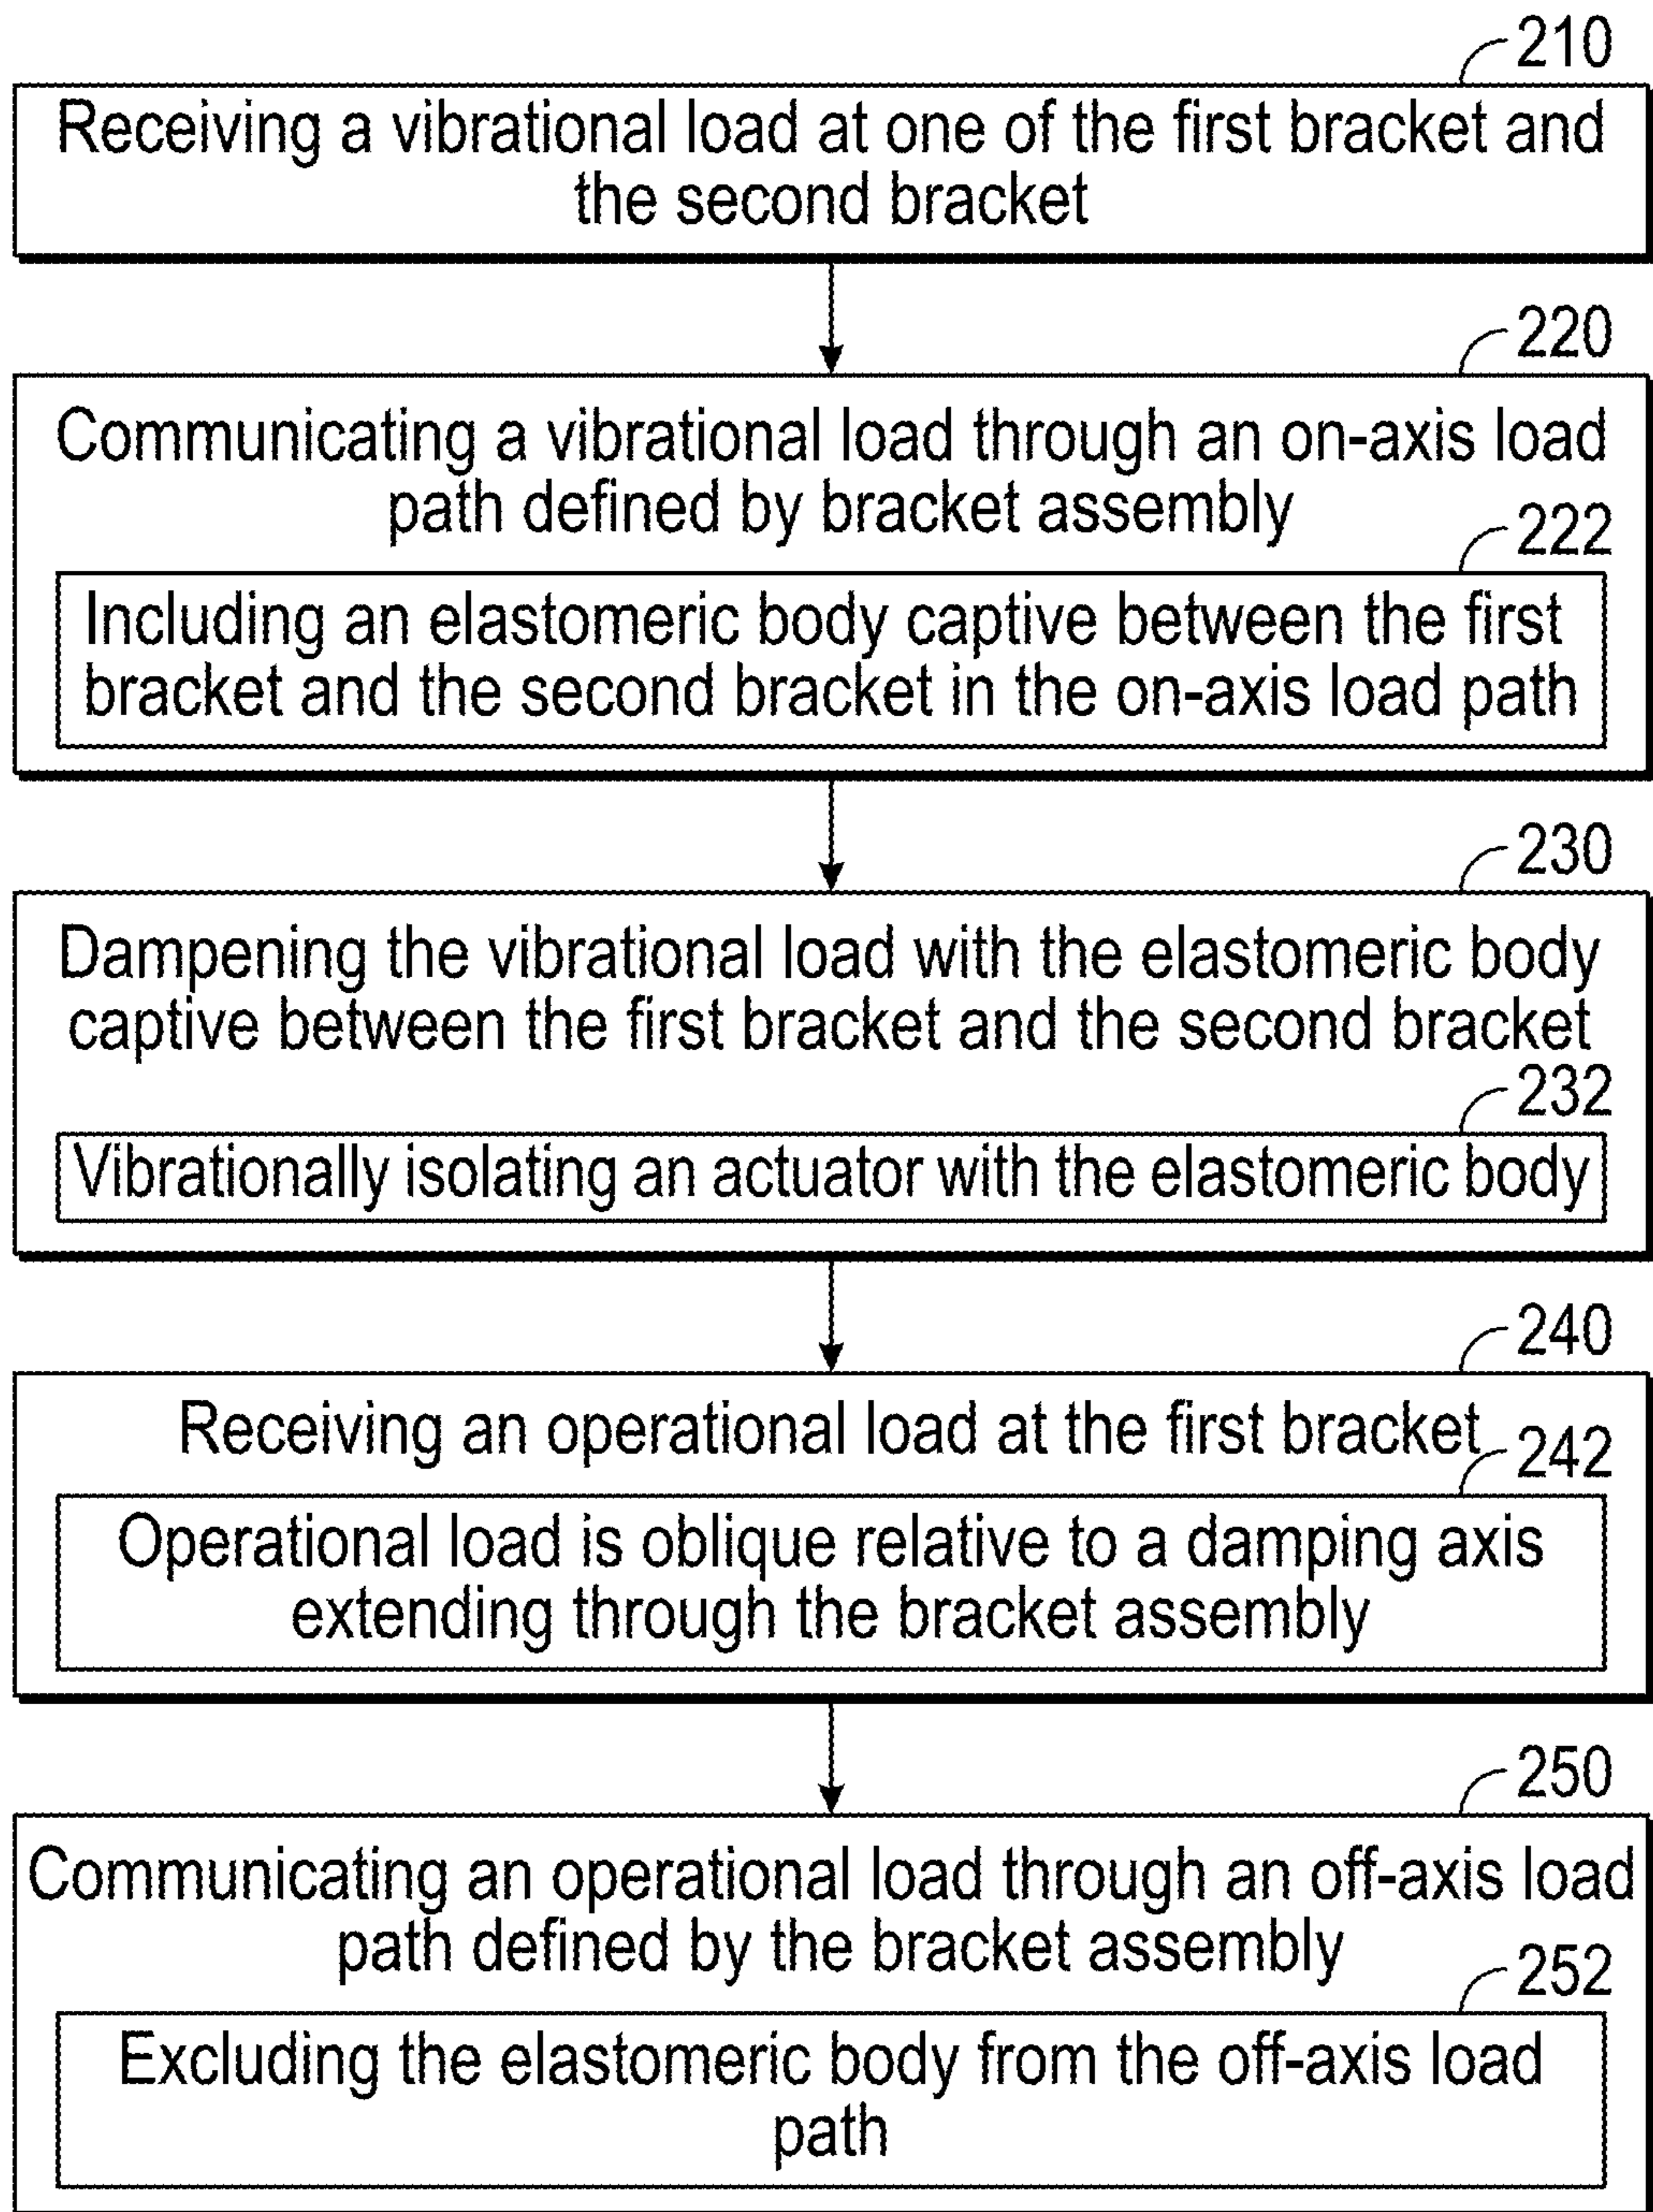 210
Receiving a vibrational load at one of the first bracket and
the second bracket
220
Communicating a vibrational load through an on-axis load
path defined by bracket assembly
222
Including an elastomeric body captive between the first
bracket and the second bracket in the on-axis load path
230
Dampening the vibrational load with the elastomeric body
captive between the first bracket and the second bracket
232
Vibrationally isolating an actuator with the elastomeric body
240
Receiving an operational load at the first bracket
242
Operational load is oblique relative to a damping axis
extending through the bracket assembly
250
Communicating an operational load through an off-axis load
path defined by the bracket assembly
252
Excluding the elastomeric body from the off-axis load
path